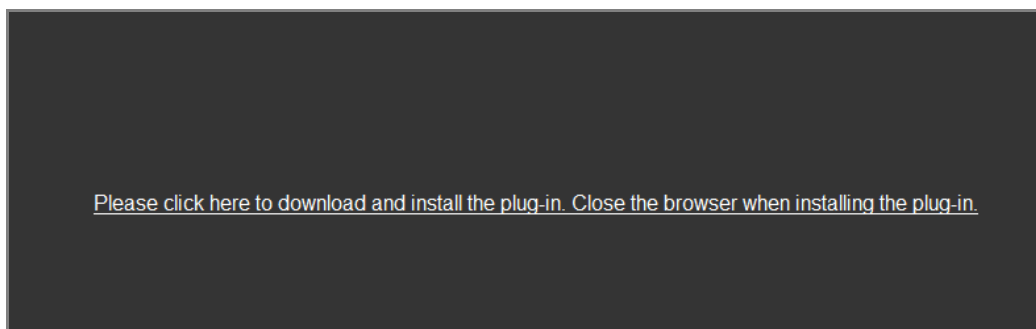 Please click here to download and install the plug-in. Close the browser when installing the plug-in.